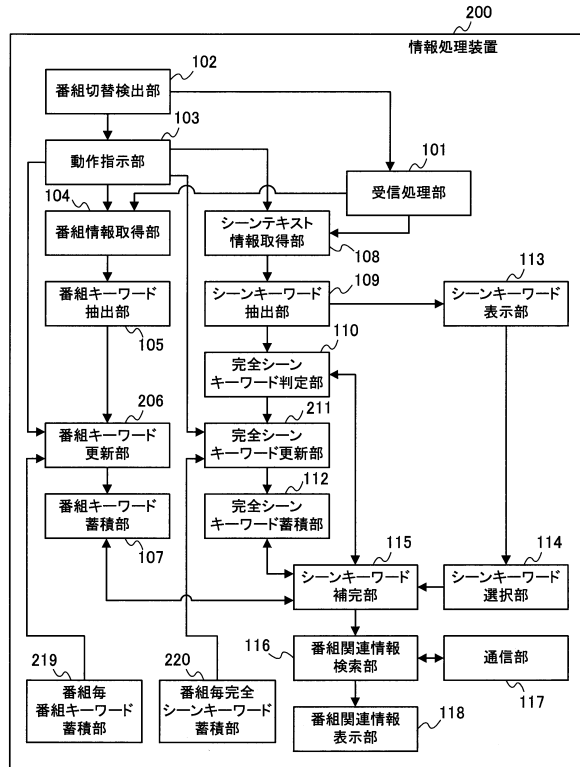 200
情報処理装置
102
番組切替検出部
103
動作指示部
101
受信処理部
104
番組情報取得部
シーンテキスト
情報取得部
108
番組キーワード
抽出部
105
109
シーンキーワード
抽出部
113
シーンキーワード
表示部
110
完全シーン
キーワード判定部
206
番組キーワード
更新部
211
完全シーン
キーワード更新部
番組キーワード
蓄積部
107
112
完全シーン
キーワード蓄積部
115
シーンキーワード
補完部
114
シーンキーワード
選択部
116
番組関連情報
検索部
通信部
117
219
番組毎
番組キーワード
蓄積部
220
番組毎完全
シーンキーワード
蓄積部
番組関連情報
表示部
118